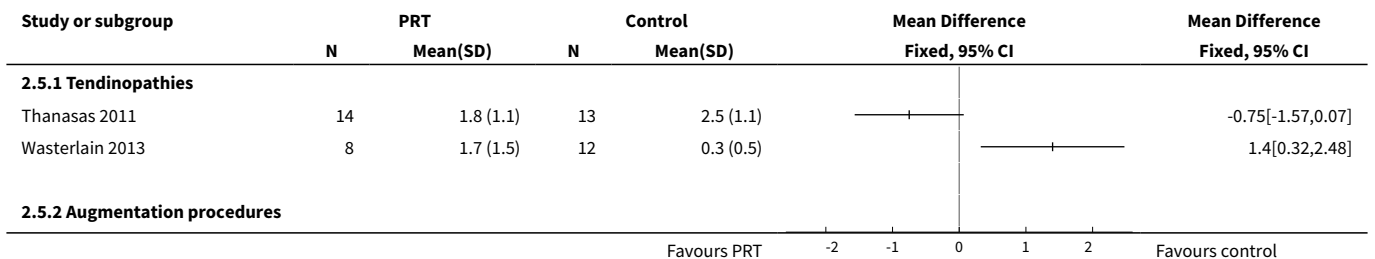 Study or subgroup PRT Control Mean Difference Mean Difference
N Mean(SD) N Mean(SD) Fixed, 95% CI Fixed, 95% CI
2.5.1 Tendinopathies
Thanasas 2011 14 1.8 (1.1) 13 2.5 (1.1) -0.75[-1.57,0.07]
Wasterlain 2013 8 1.7 (1.5) 12 0.3 (0.5) 1.4[0.32,2.48]
2.5.2 Augmentation procedures
Favours PRT -2 -1 0 1 2 Favours control